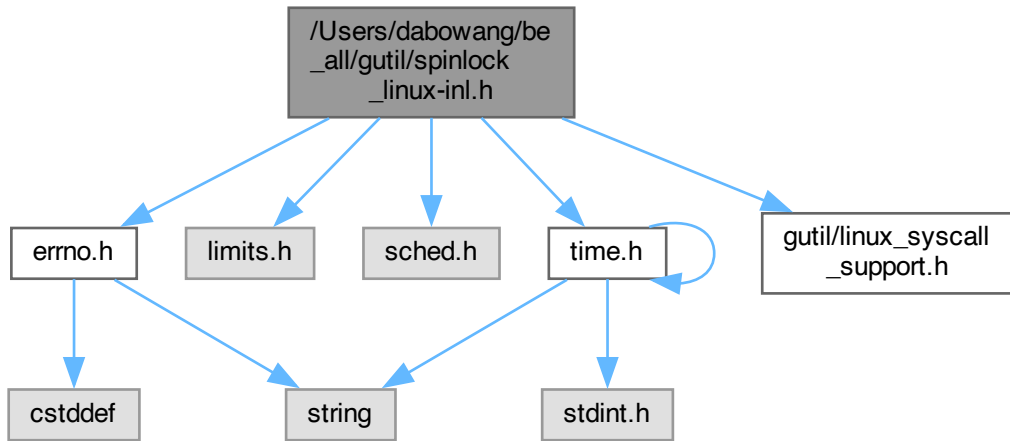 /Users/dabowang/be
_all/gutil/spinlock
_linux-inl.h
errno.h
limits.h
sched.h
time.h
gutil/linux_syscall
_support.h
cstddef
string
stdint.h